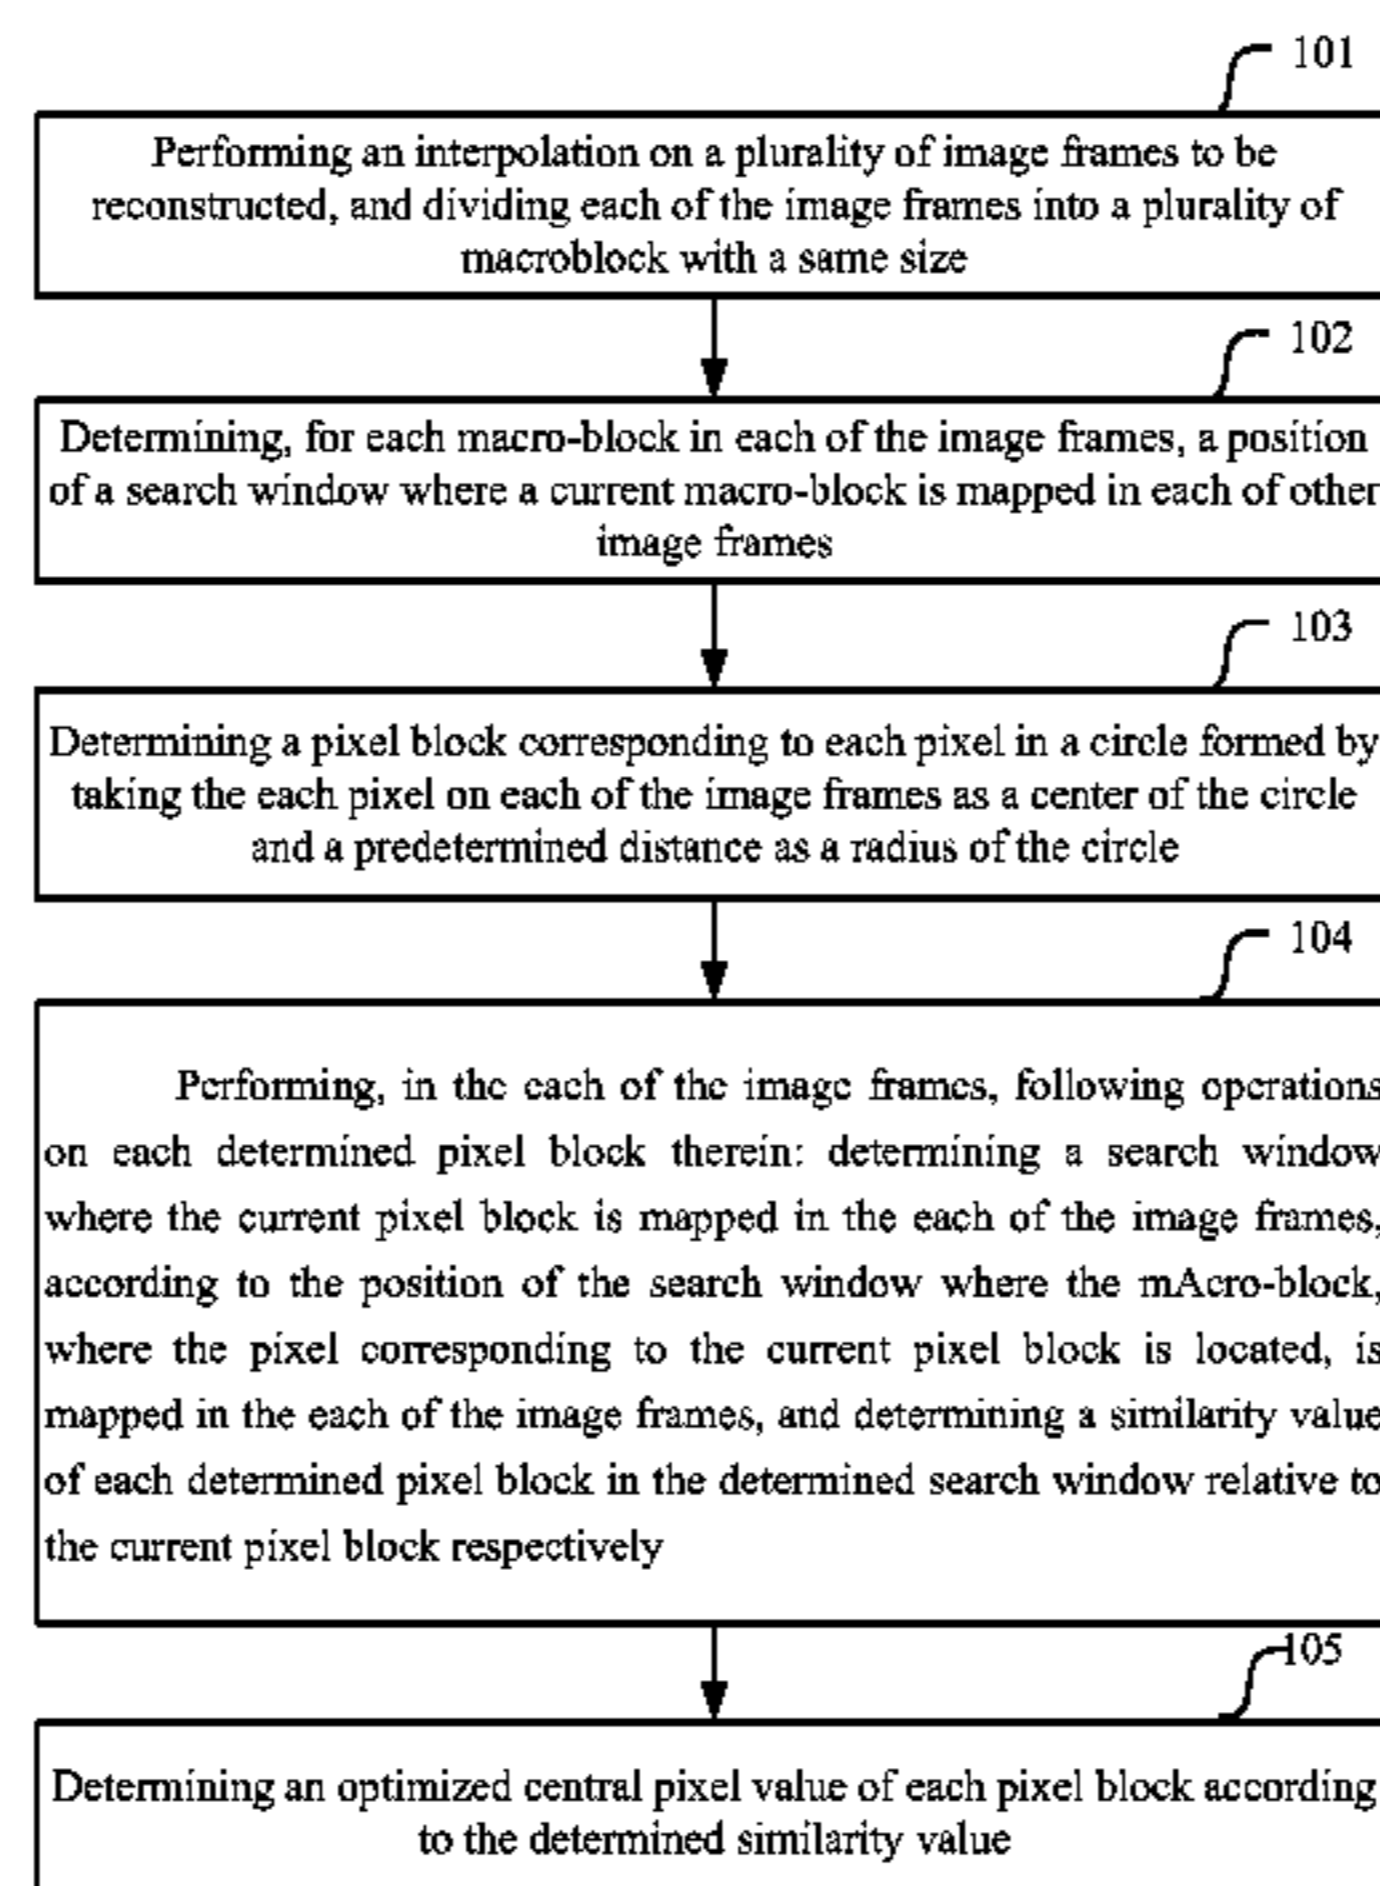 101
Performing an interpolation on a plurality of image frames to be
reconstructed, and dividing each of the image frames into a plurality of
macroblock with a same size
102
Determining, for each macro-block in each of the image frames, a position
of a search window where a current macro-block is mapped in each of other
image frames
103
Determining a pixel block corresponding to each pixel in a circle formed by
taking the each pixel on each of the image frames as a center of the circle
and a predetermined distance as a radius of the circle
104
Performing, in the each of the image frames, following operations
on each determined pixel block therein: determining a search window
where the current pixel block is mapped in the each of the image frames,
according to the position of the search window where the mAcro-block,
where the pixel corresponding to the current pixel block is located, is
mapped in the each of the image frames, and determining a similarity value
of each determined pixel block in the determined search window relative to
the current pixel block respectively
105
Determining an optimized central pixel value of each pixel block according
to the determined similarity value